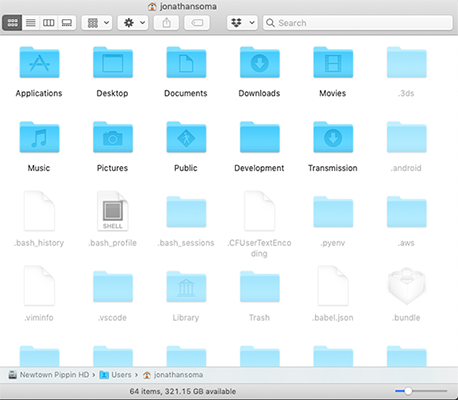 jonathansoma
Search
Applications Desktop Documents Downloads Movies .3ds
Music Pictures Public Development Transmission .android
SHELL
.bash_history .bash_profile .bash_sessions .CFUserTextEnco
ding .pyenv .aws
.viminfo .vscode Library Trash .babel.json .bundle
Newtown Pippin HD › Users › jonathansoma
64 items, 321.15 GB available